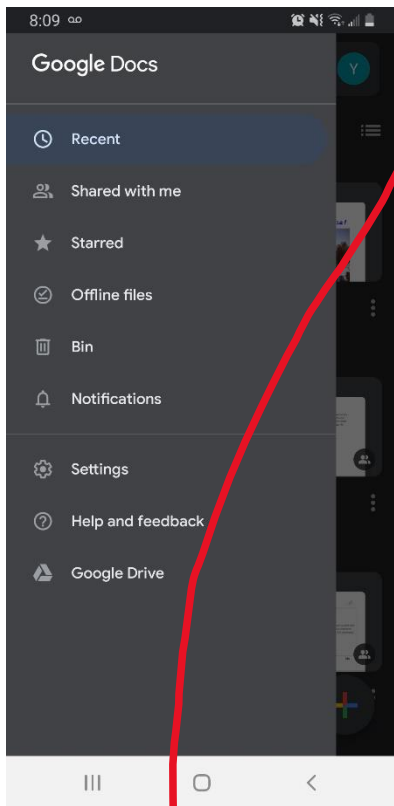 8:09
Google Docs
Y
Recent
Shared with me
Starred
Offline files
Bin
Notifications
Settings
Help and feedback
Google Drive